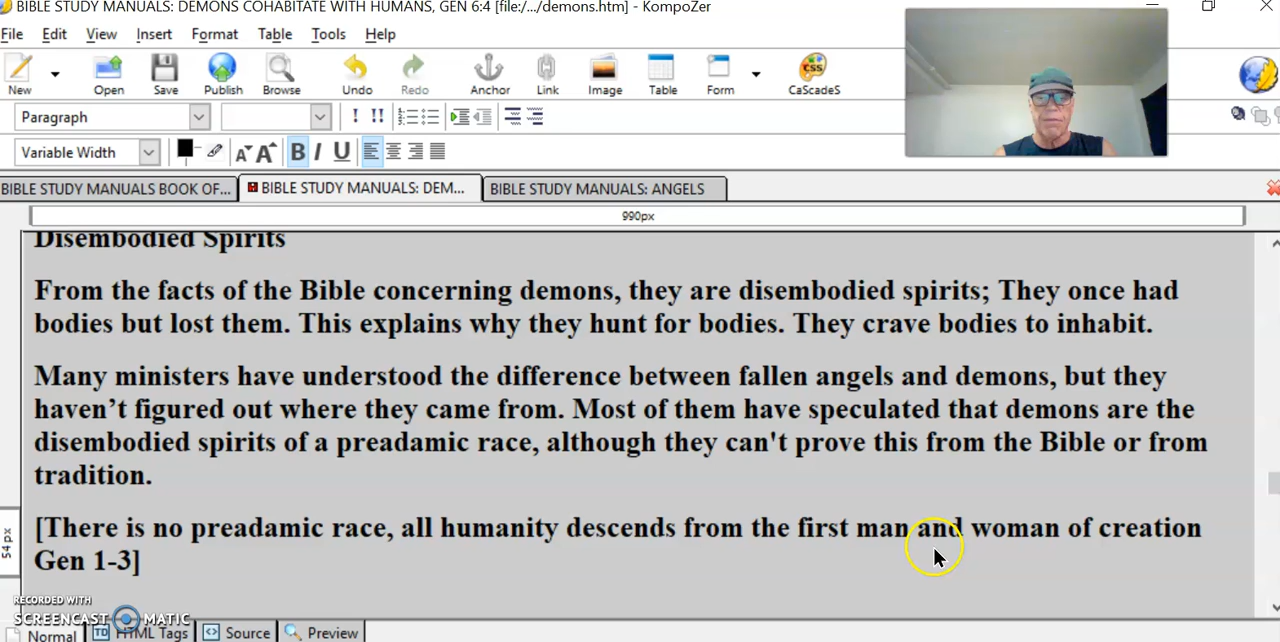 BIBLE STUDY MANUALS: DEMONS COHABITATE WITH HUMANS, GEN 6:4 [file:/.../demons.htm] - KompoZer
File Edit View Insert Format Table Tools Help
New Open Save Publish Browse Undo Redo Anchor Link Image Table Form CaScadeS
Paragraph
Variable Width
BIBLE STUDY MANUALS BOOK OF... BIBLE STUDY MANUALS: DEM... BIBLE STUDY MANUALS: ANGELS
990px
Disembodied Spirits
From the facts of the Bible concerning demons, they are disembodied spirits; They once had
bodies but lost them. This explains why they hunt for bodies. They crave bodies to inhabit.
Many ministers have understood the difference between fallen angels and demons, but they
haven’t figured out where they came from. Most of them have speculated that demons are the
disembodied spirits of a preadamic race, although they can't prove this from the Bible or from
tradition.
[There is no preadamic race, all humanity descends from the first man and woman of creation
Gen 1-3]
54 px
RECORDED WITH
SCREENCAST MATIC
Normal HTML Tags Source Preview